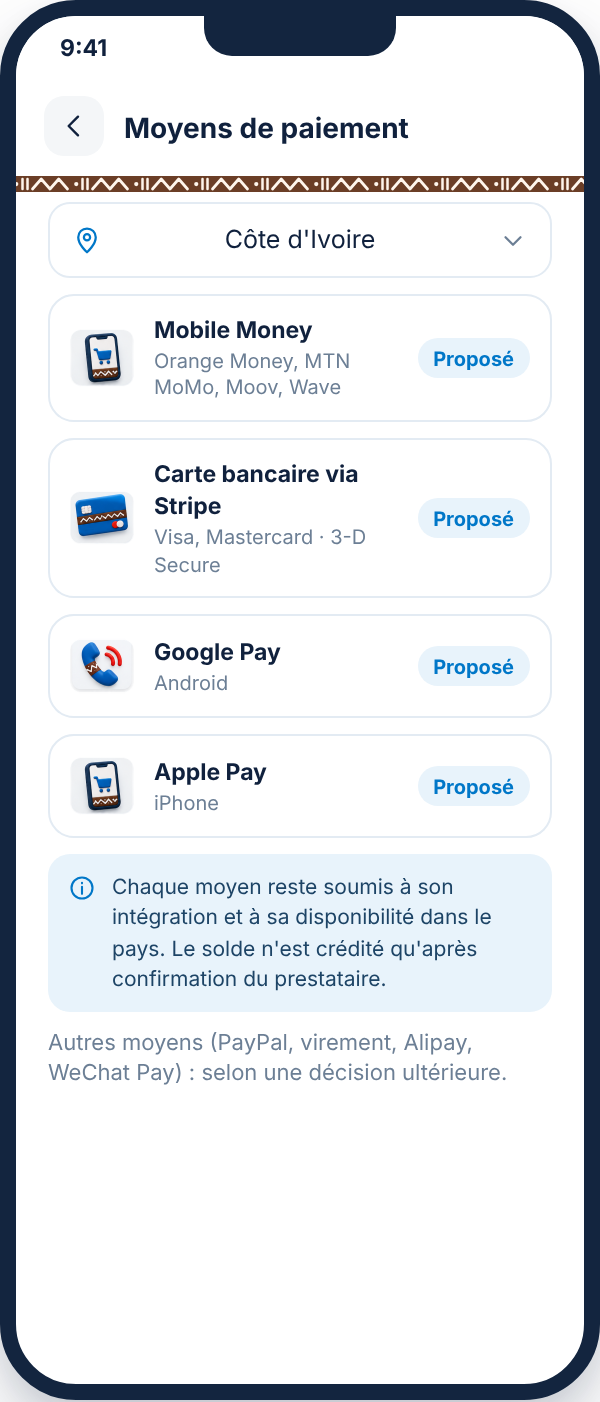 9:41
Moyens de paiement
Côte d'Ivoire
Mobile Money
Orange Money, MTN
MoMo, Moov, Wave
Proposé
Carte bancaire via
Stripe
Visa, Mastercard · 3-D
Secure
Proposé
Google Pay
Android
Proposé
Apple Pay
iPhone
Proposé
Chaque moyen reste soumis à son
intégration et à sa disponibilité dans le
pays. Le solde n'est crédité qu'après
confirmation du prestataire.
Autres moyens (PayPal, virement, Alipay,
WeChat Pay) : selon une décision ultérieure.